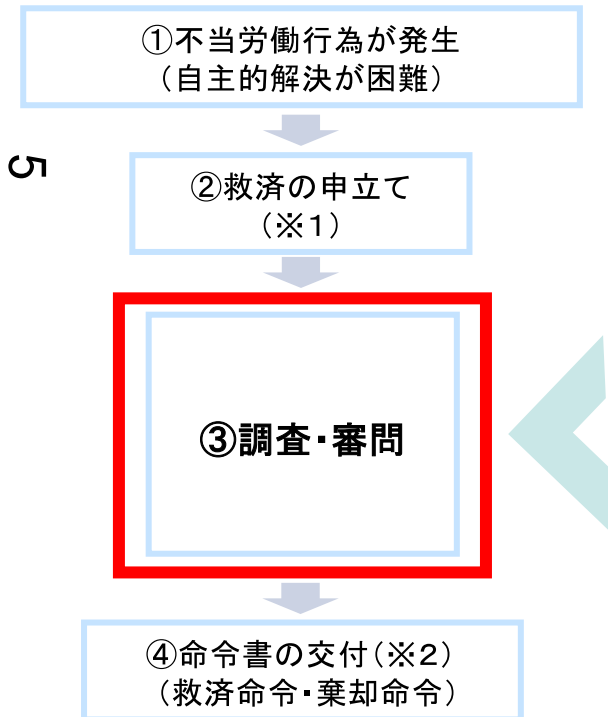 ①不当労働行為が発生
（自主的解決が困難）
5
②救済の申立て
（※1）
③調査・審問
④命令書の交付（※2）
（救済命令・棄却命令）